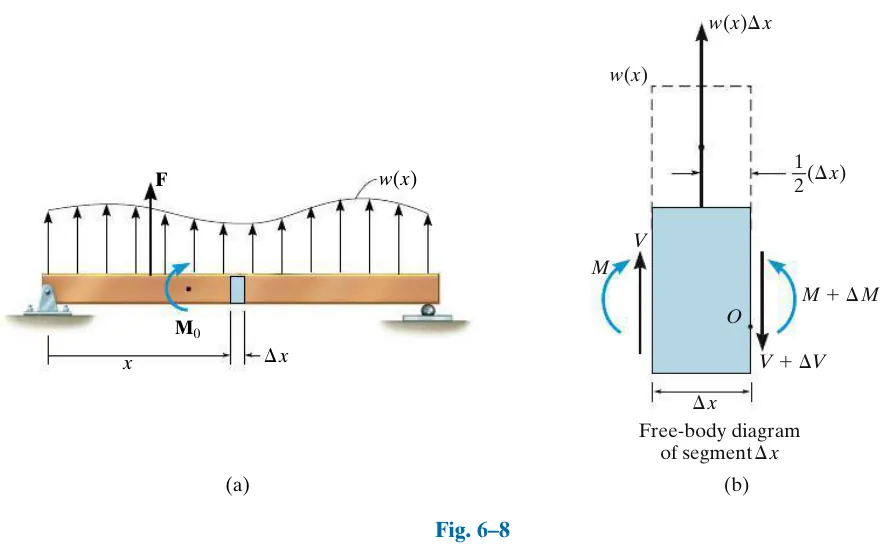 F
w(x)
M₀
x
Δx
(a)
w(x)Δx
w(x)
1/2(Δx)
V
M
O
M + ΔM
V + ΔV
Δx
Free-body diagram
of segment Δx
(b)
Fig. 6–8